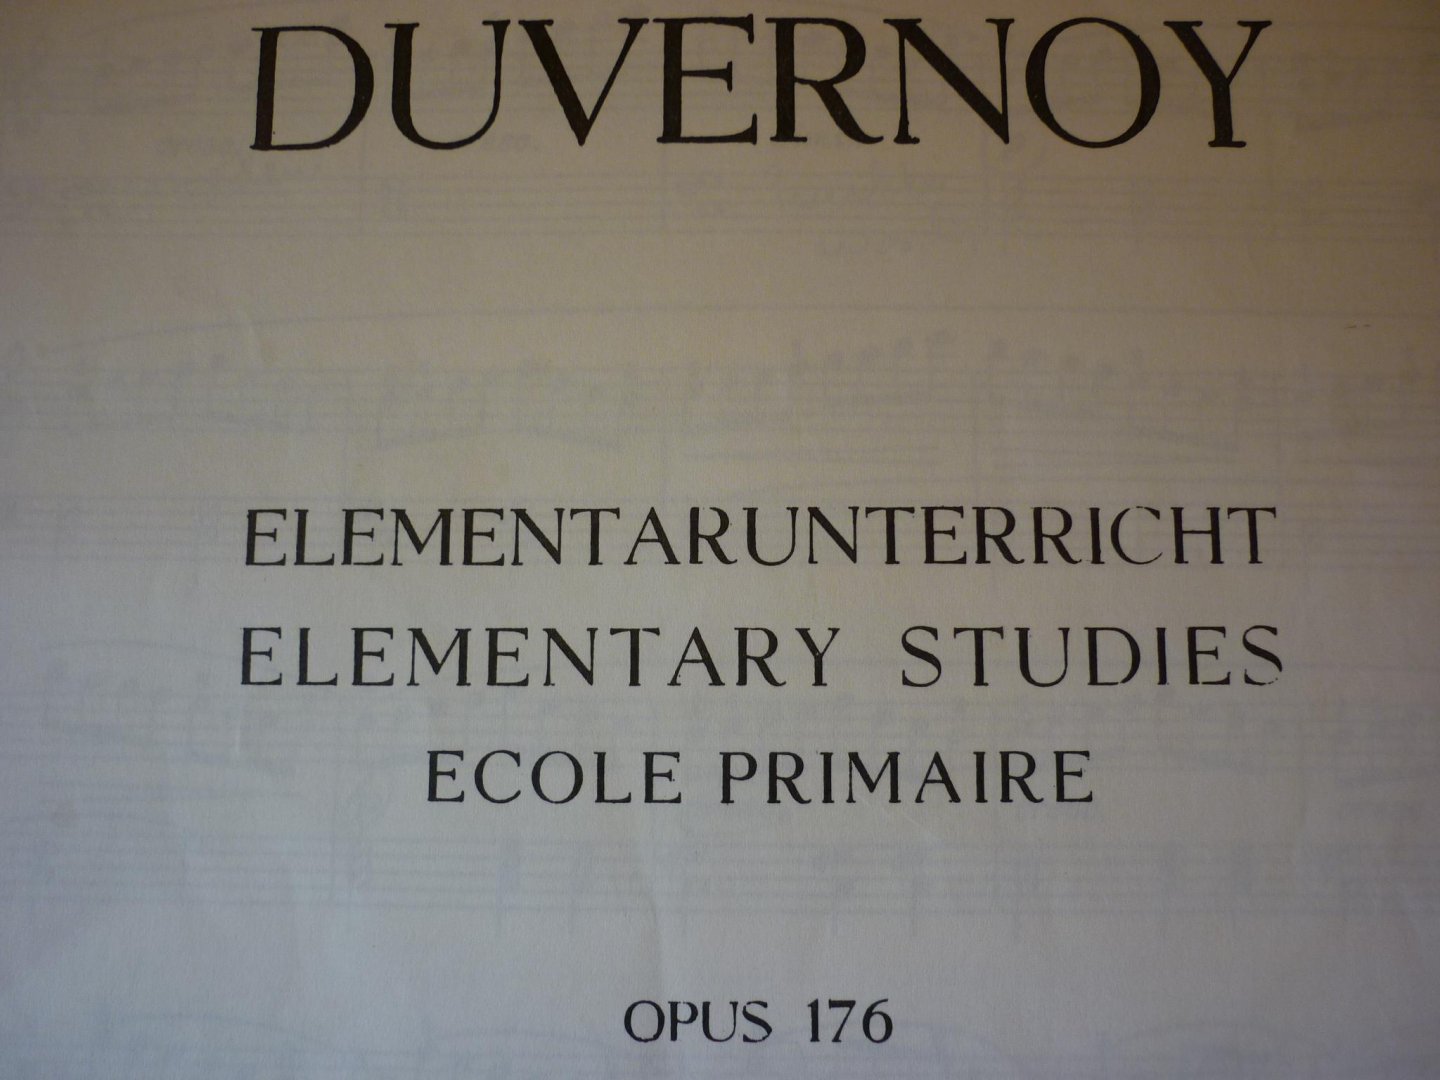 DUVERNOY
ELEMENTARUNTERRICHT
ELEMENTARY STUDIES
ECOLE PRIMAIRE
OPUS 176